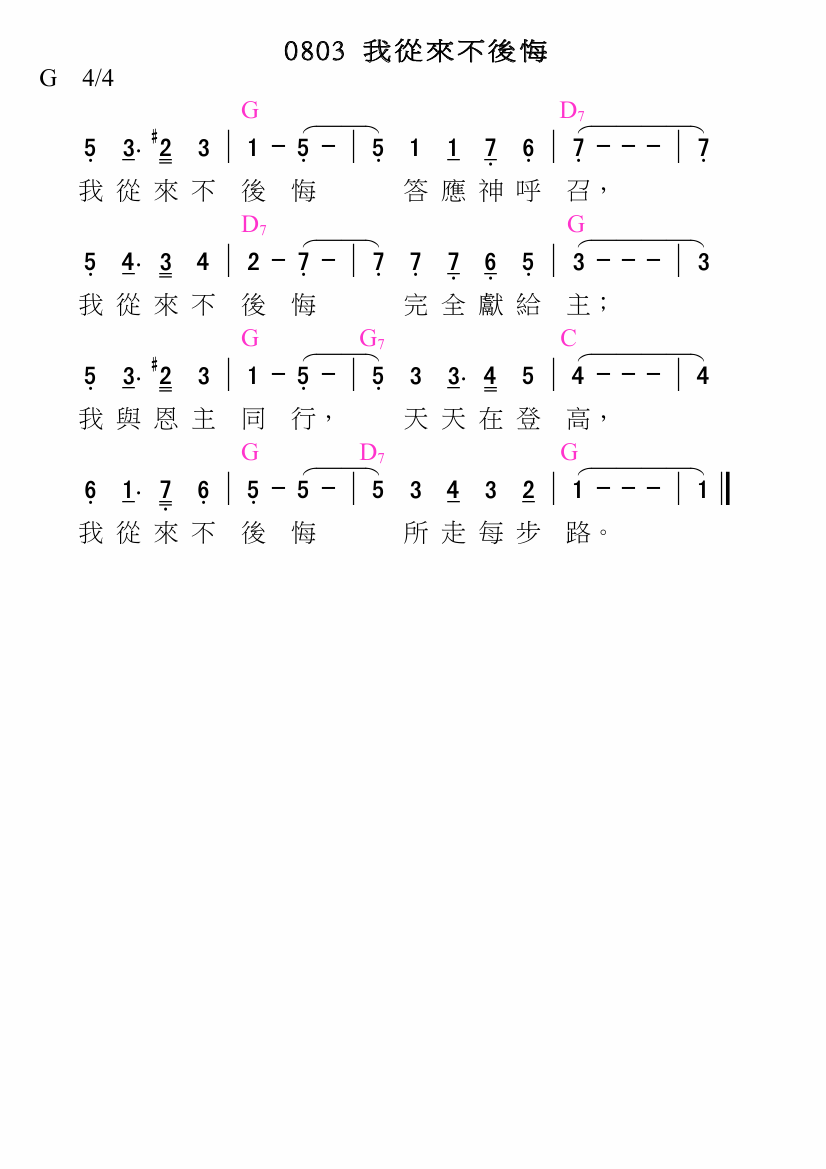 0803 我從來不後悔
G 4/4
G D7
5 3· #2 3 | 1 - 5 - | 5 1 1 7 6 | 7 - - - | 7
我從來不 後悔 答應神呼 召，
D7 G
5 4· 3 4 | 2 - 7 - | 7 7 7 6 5 | 3 - - - | 3
我從來不 後悔 完全獻給 主；
G G7 C
5 3· #2 3 | 1 - 5 - | 5 3 3· 4 5 | 4 - - - | 4
我與恩主 同行， 天天在登 高，
G D7 G
6 1· 7 6 | 5 - 5 - | 5 3 4 3 2 | 1 - - - | 1 ||
我從來不 後悔 所走每步 路。